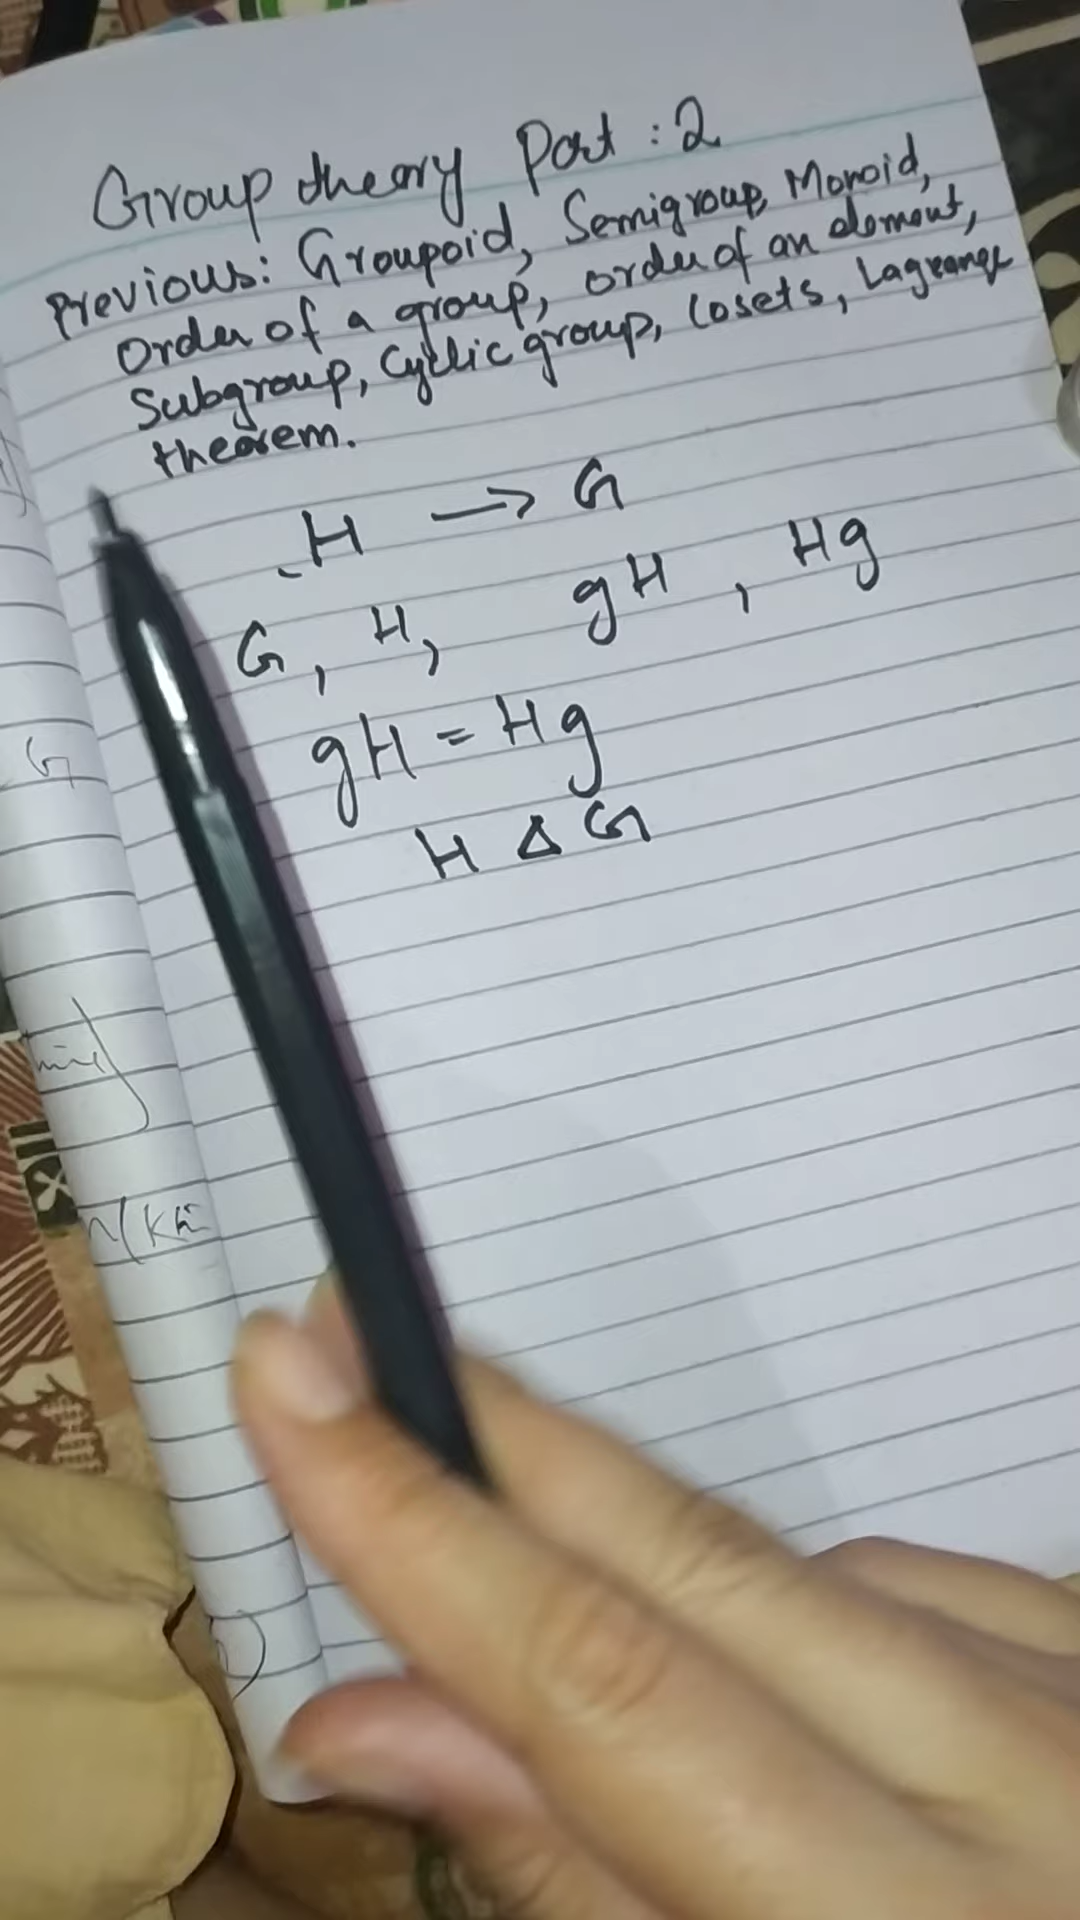 Group theory Part : 2
Previous: Groupoid, Semigroup, Monoid,
Order of a group, order of an element,
Subgroup, Cyclic group, Cosets, Lagrange
theorem.
H → G
G, H, gH, Hg
gH = Hg
H Δ G
G